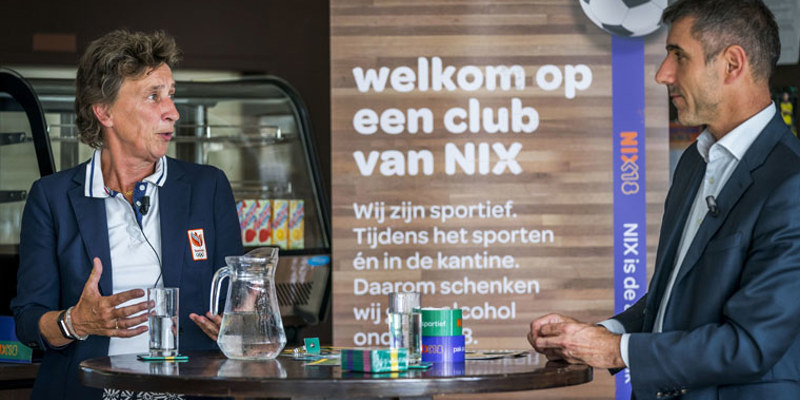 welkom op
een club
van NIX
Wij zijn sportief.
Tijdens het sporten
én in de kantine.
Daarom schenken
wij alcohol
NIX18
NIX is de
sportief